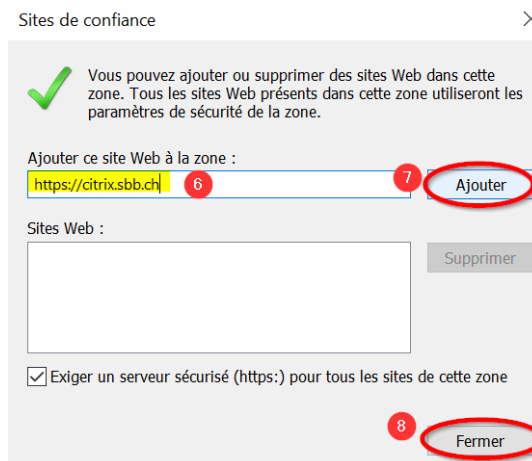 Sites de confiance
Vous pouvez ajouter ou supprimer des sites Web dans cette
zone. Tous les sites Web présents dans cette zone utiliseront les
paramètres de sécurité de la zone.
Ajouter ce site Web à la zone :
https://citrix.sbb.ch 6 7 Ajouter
Sites Web :
Supprimer
Exiger un serveur sécurisé (https:) pour tous les sites de cette zone
8 Fermer